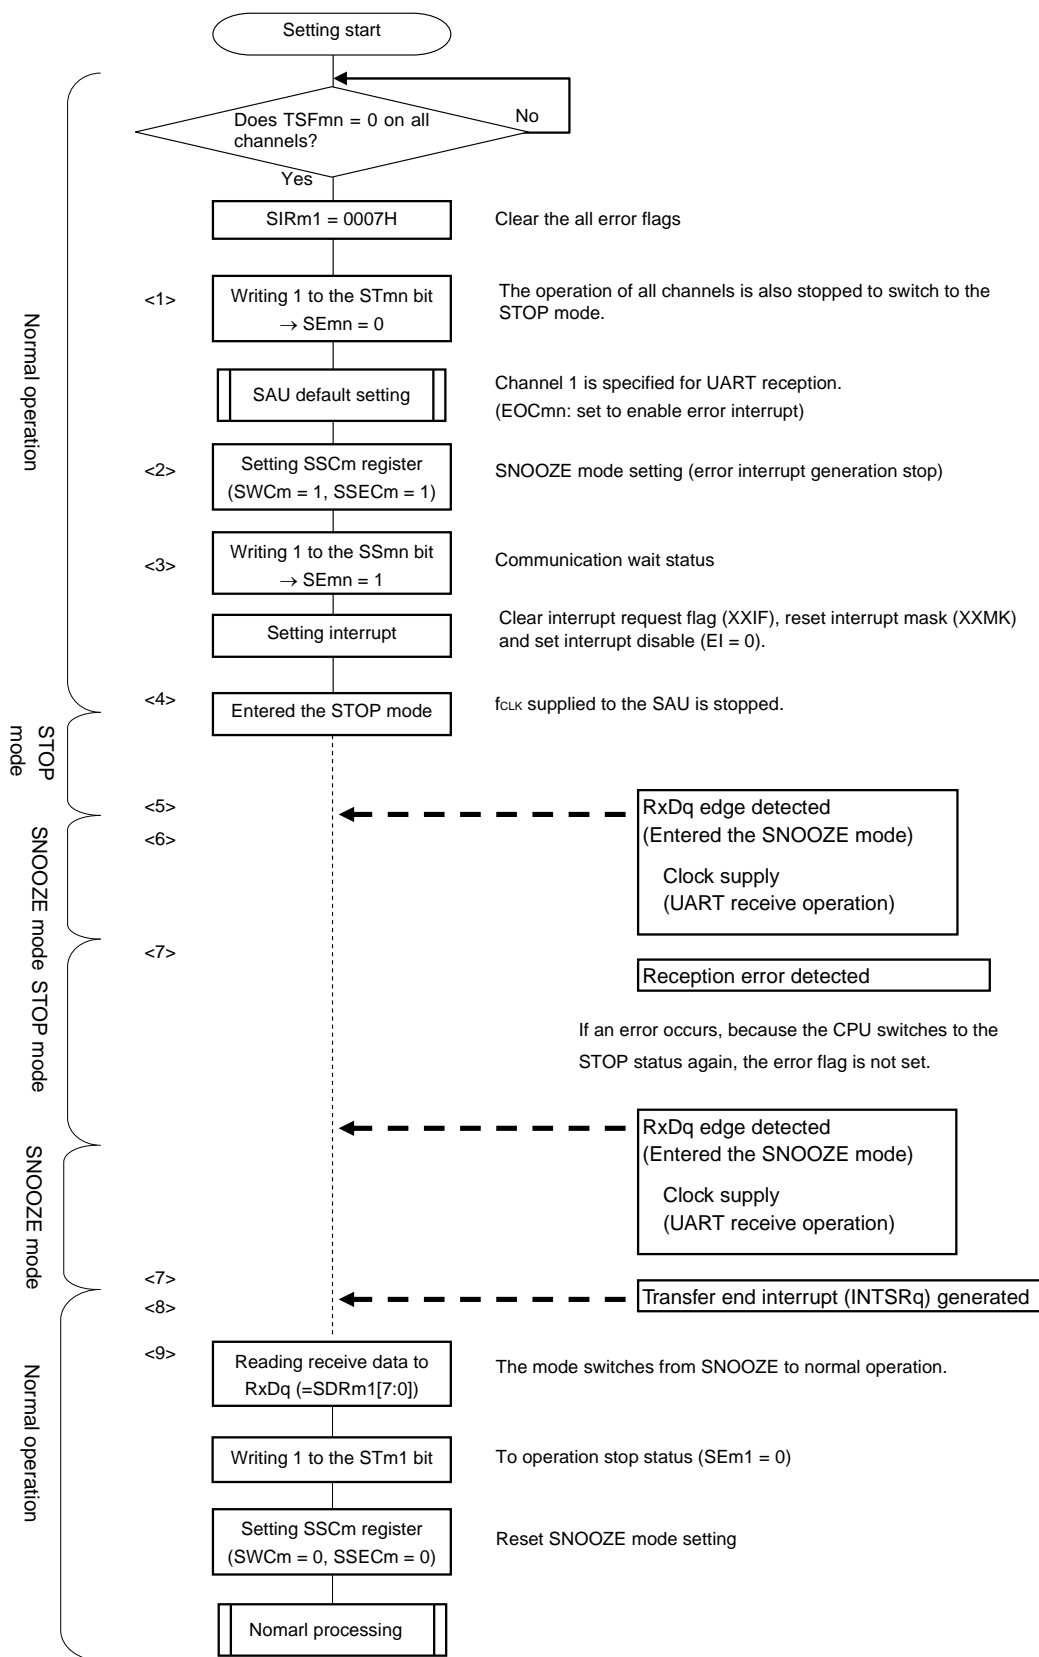 Setting start
Does TSFmn = 0 on all
channels?
No
Yes
SIRm1 = 0007H
Clear the all error flags
<1>
Writing 1 to the STmn bit
→ SEmn = 0
The operation of all channels is also stopped to switch to the
STOP mode.
Normal operation
SAU default setting
Channel 1 is specified for UART reception.
(EOCmn: set to enable error interrupt)
<2>
Setting SSCm register
(SWCm = 1, SSECm = 1)
SNOOZE mode setting (error interrupt generation stop)
<3>
Writing 1 to the SSmn bit
→ SEmn = 1
Communication wait status
Setting interrupt
Clear interrupt request flag (XXIF), reset interrupt mask (XXMK)
and set interrupt disable (EI = 0).
<4>
Entered the STOP mode
fCLK supplied to the SAU is stopped.
STOP
mode
<5>
<6>
RxDq edge detected
(Entered the SNOOZE mode)
Clock supply
(UART receive operation)
SNOOZE mode
<7>
Reception error detected
STOP mode
If an error occurs, because the CPU switches to the
STOP status again, the error flag is not set.
RxDq edge detected
(Entered the SNOOZE mode)
Clock supply
(UART receive operation)
SNOOZE mode
<7>
<8>
Transfer end interrupt (INTSRq) generated
<9>
Reading receive data to
RxDq (=SDRm1[7:0])
The mode switches from SNOOZE to normal operation.
Normal operation
Writing 1 to the STm1 bit
To operation stop status (SEm1 = 0)
Setting SSCm register
(SWCm = 0, SSECm = 0)
Reset SNOOZE mode setting
Nomarl processing